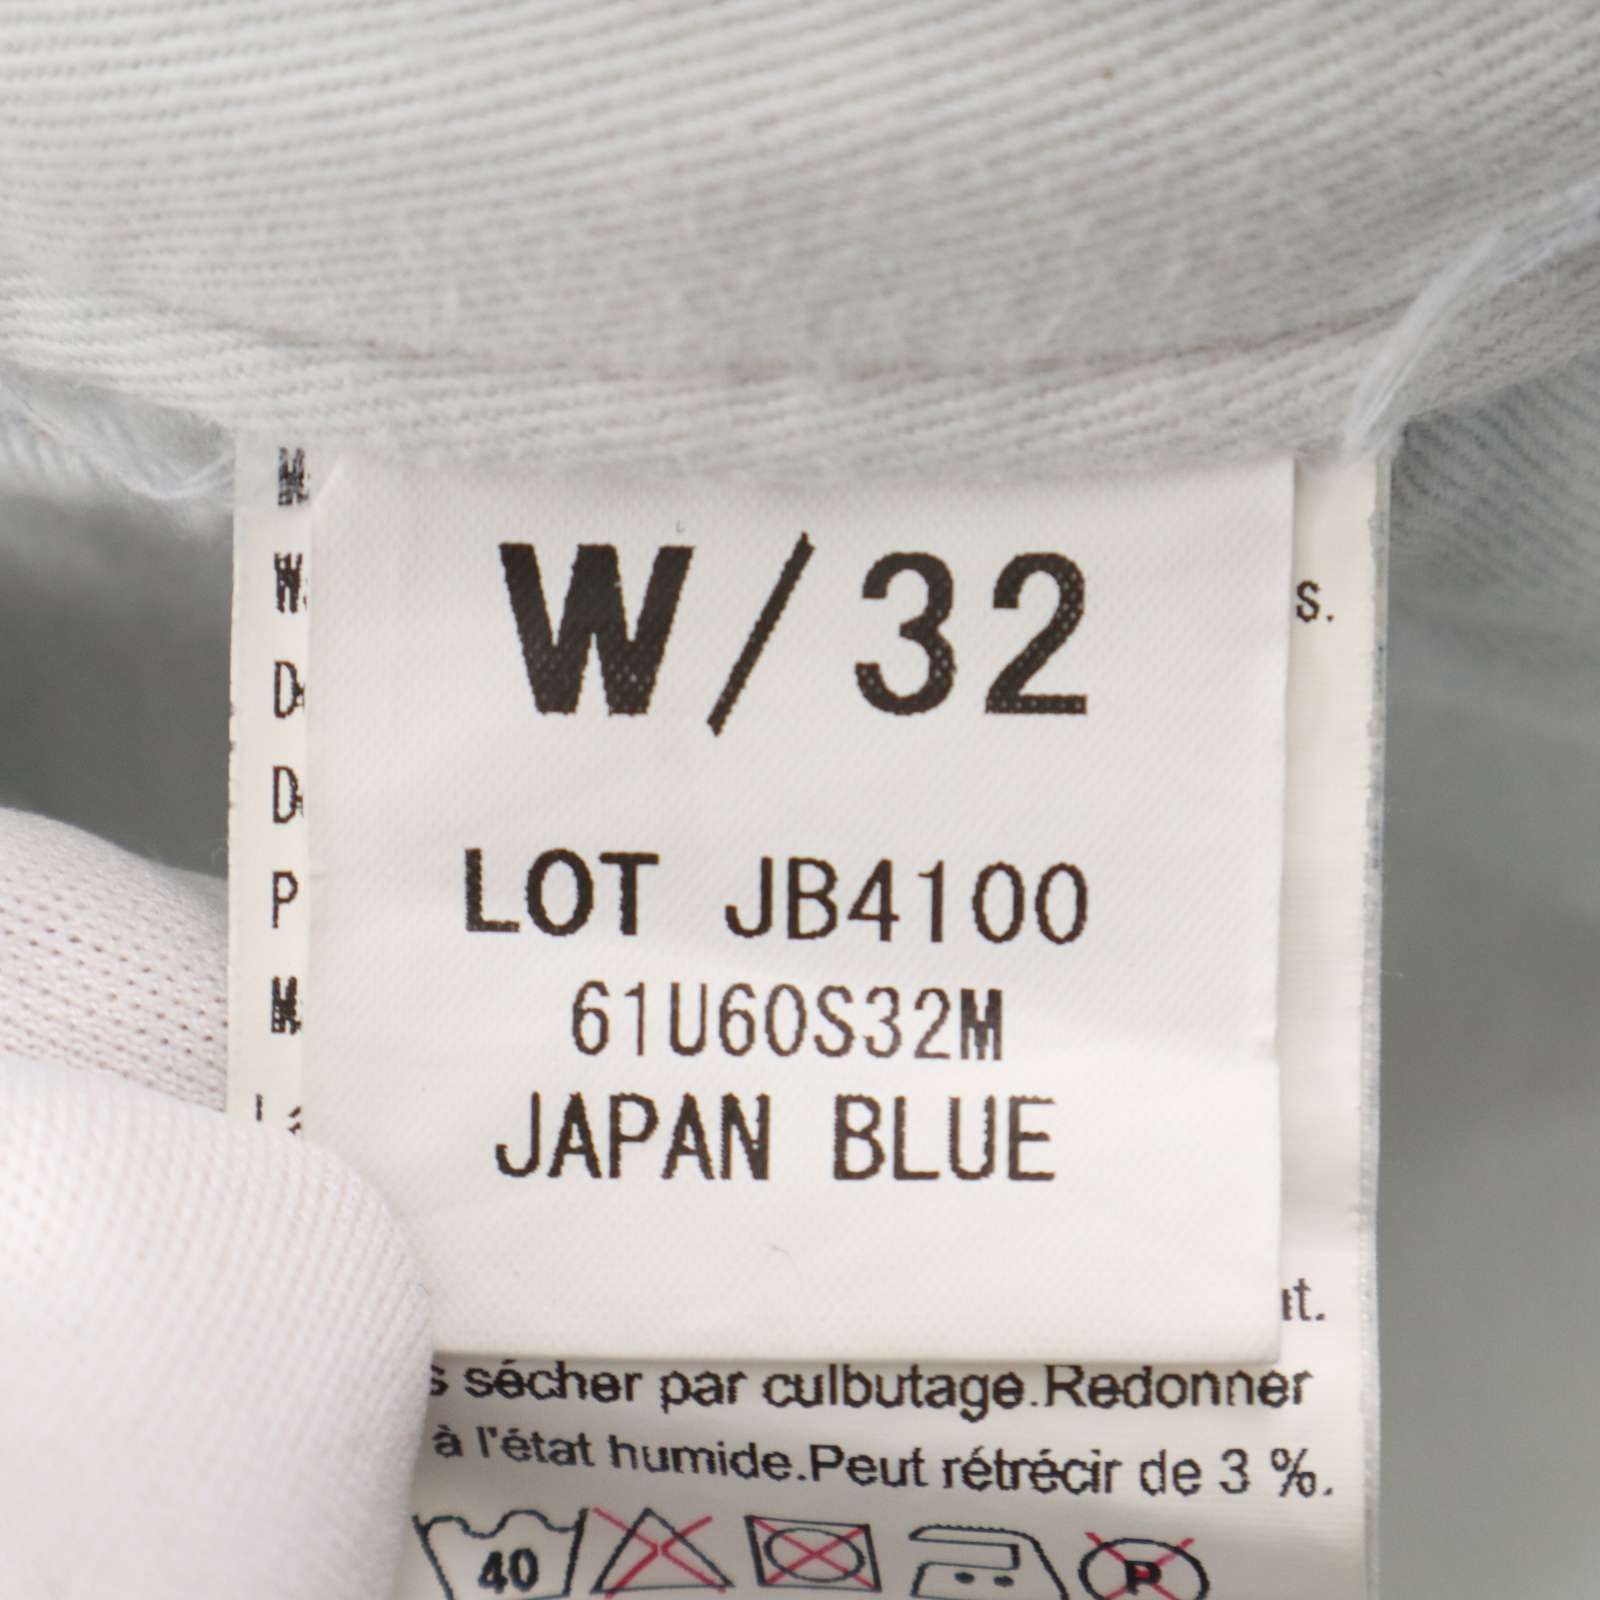 W/32
s.
LOT JB4100
61U60S32M
JAPAN BLUE
sécher par culbutage.Redonner
à l'état humide.Peut rétrécir de 3 %.
40
P